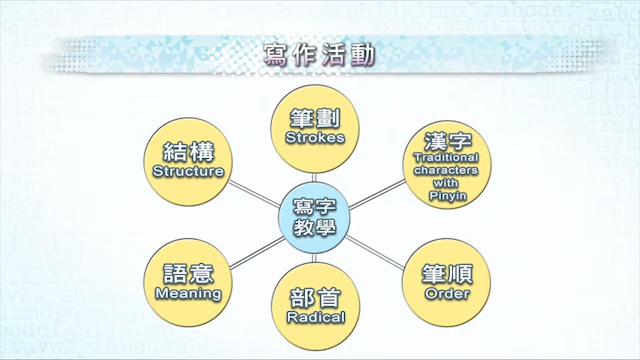 寫作活動
筆劃
Strokes
結構
Structure
漢字
Traditional
characters
with
Pinyin
寫字
教學
語意
Meaning
部首
Radical
筆順
Order